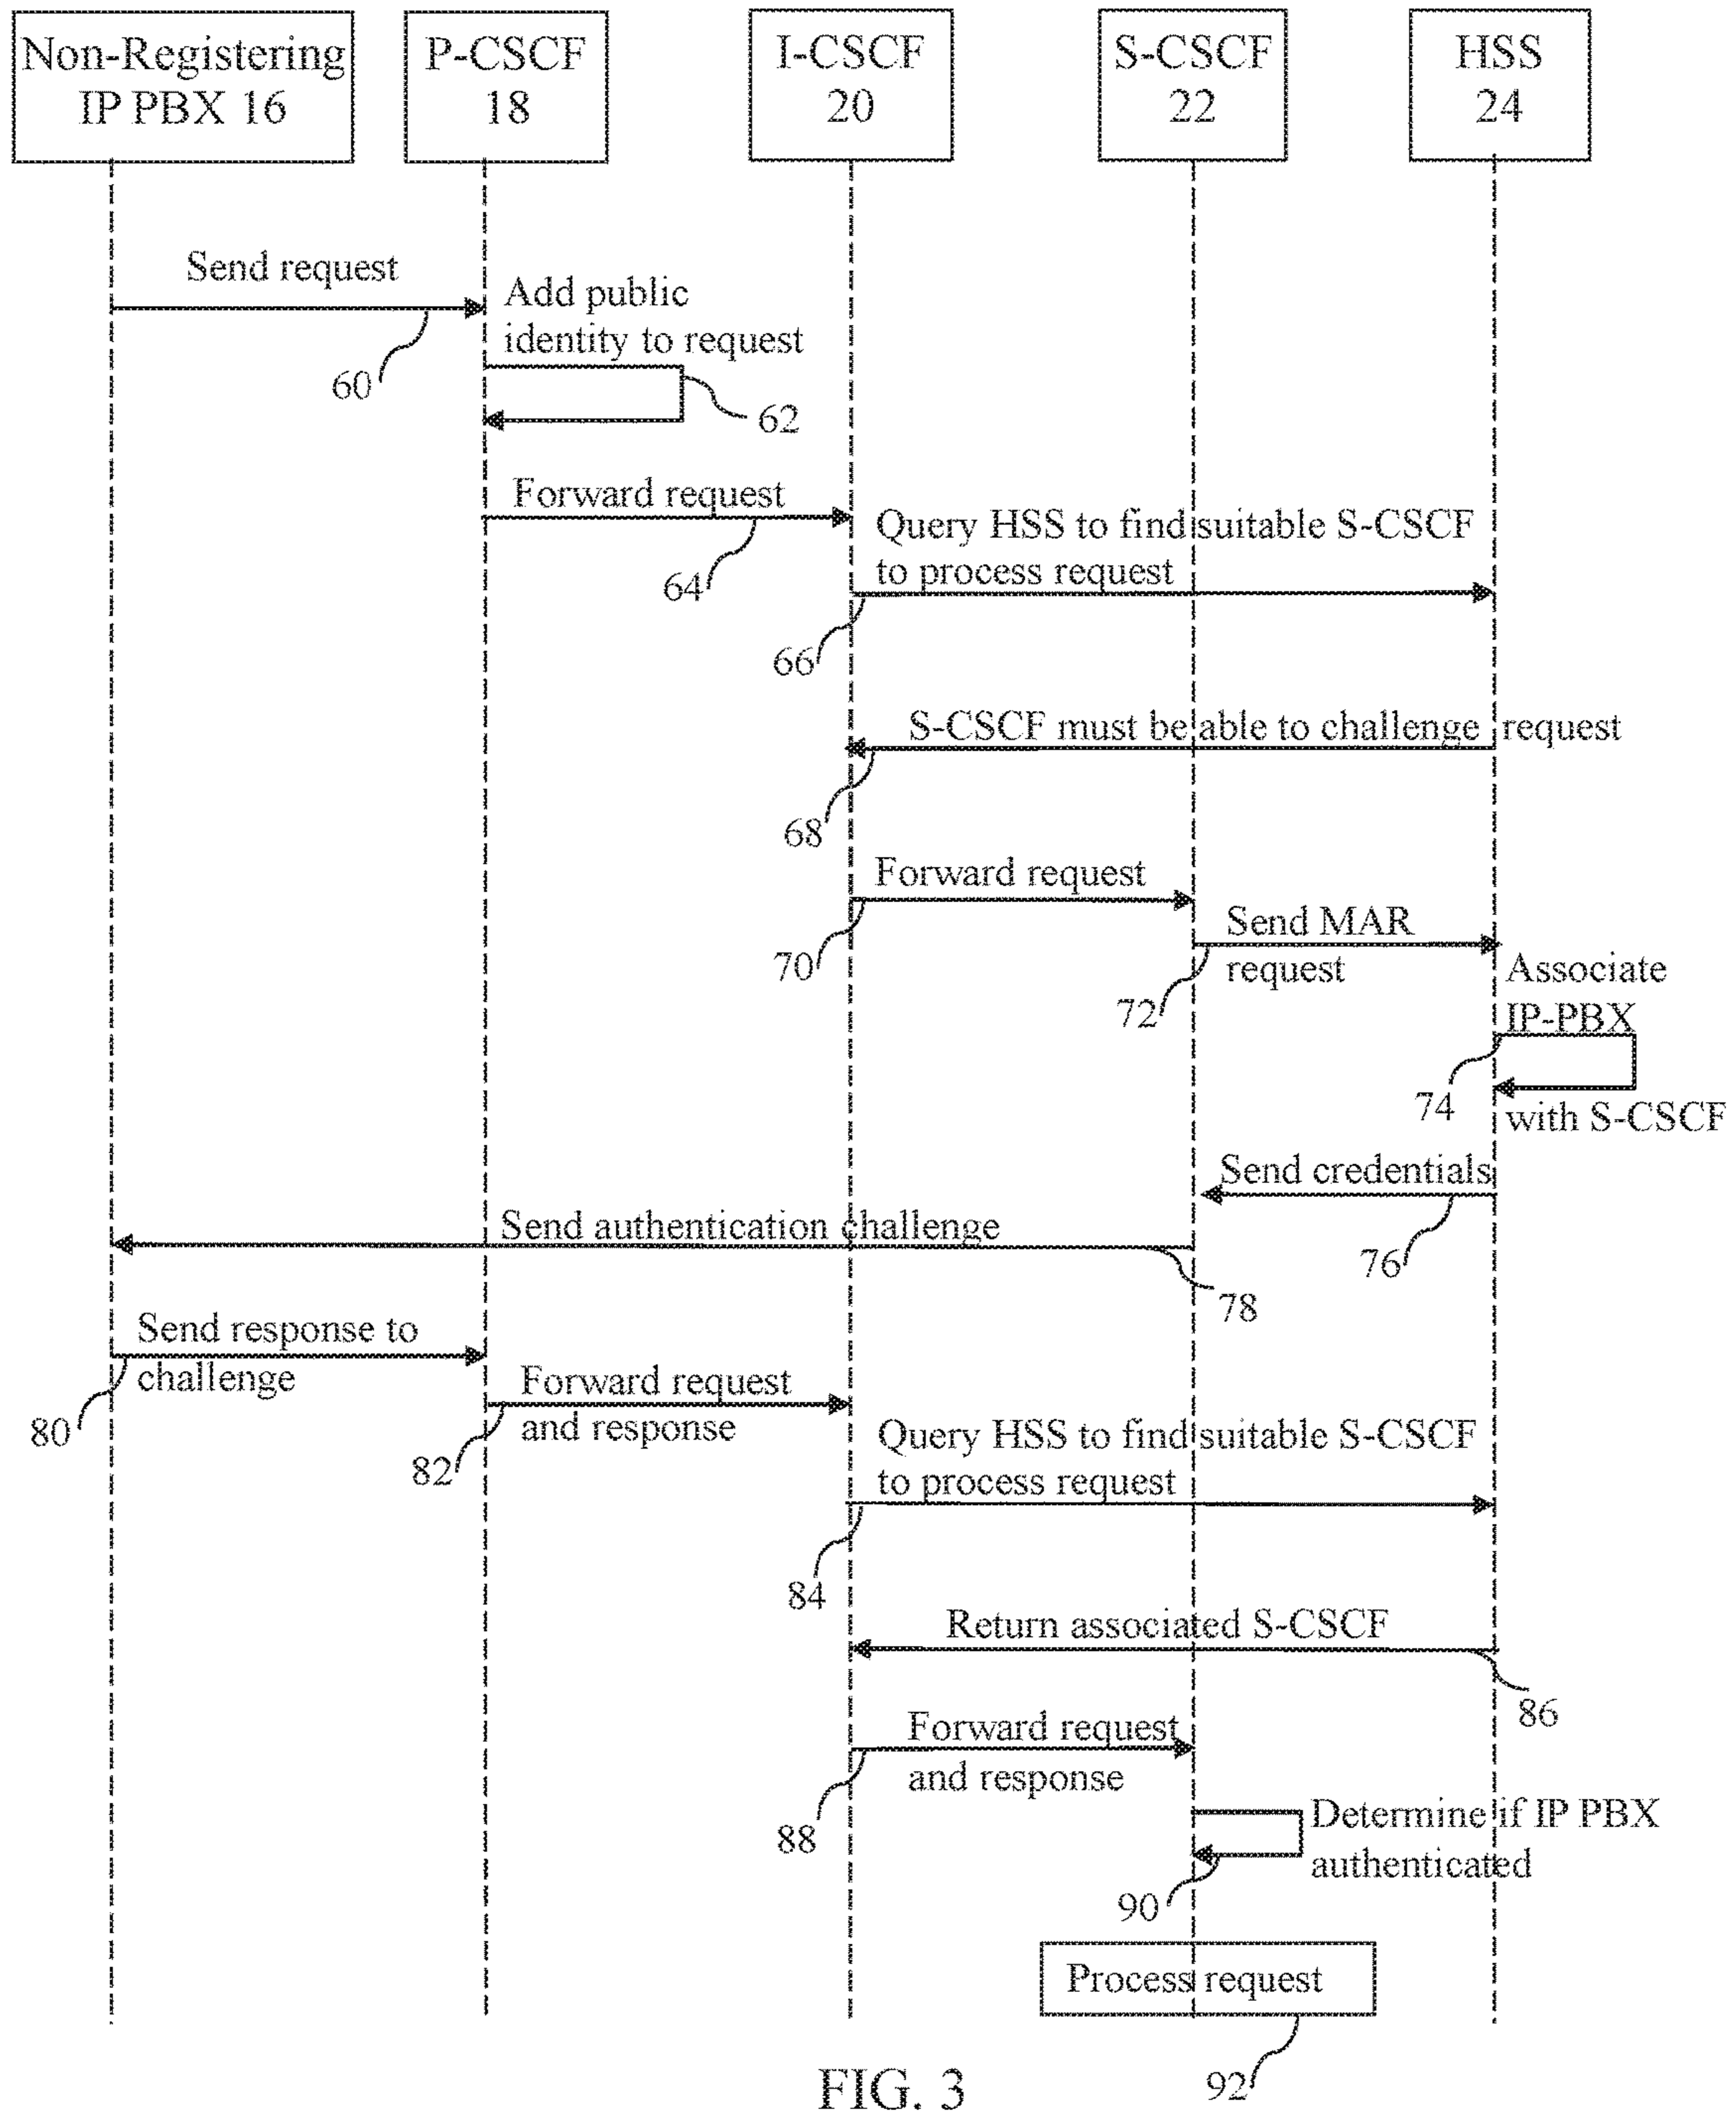 Non-Registering
IP PBX 16
P-CSCF
18
I-CSCF
20
S-CSCF
22
HSS
24
Send request
60
Add public
identity to request
62
Forward request
64
Query HSS to find suitable S-CSCF
to process request
66
S-CSCF must be able to challenge request
68
Forward request
70
Send MAR
request
72
Associate
IP-PBX
74
with S-CSCF
Send credentials
76
Send authentication challenge
78
Send response to
challenge
80
Forward request
and response
82
Query HSS to find suitable S-CSCF
to process request
84
Return associated S-CSCF
86
Forward request
and response
88
Determine if IP PBX
authenticated
90
Process request
92
FIG. 3